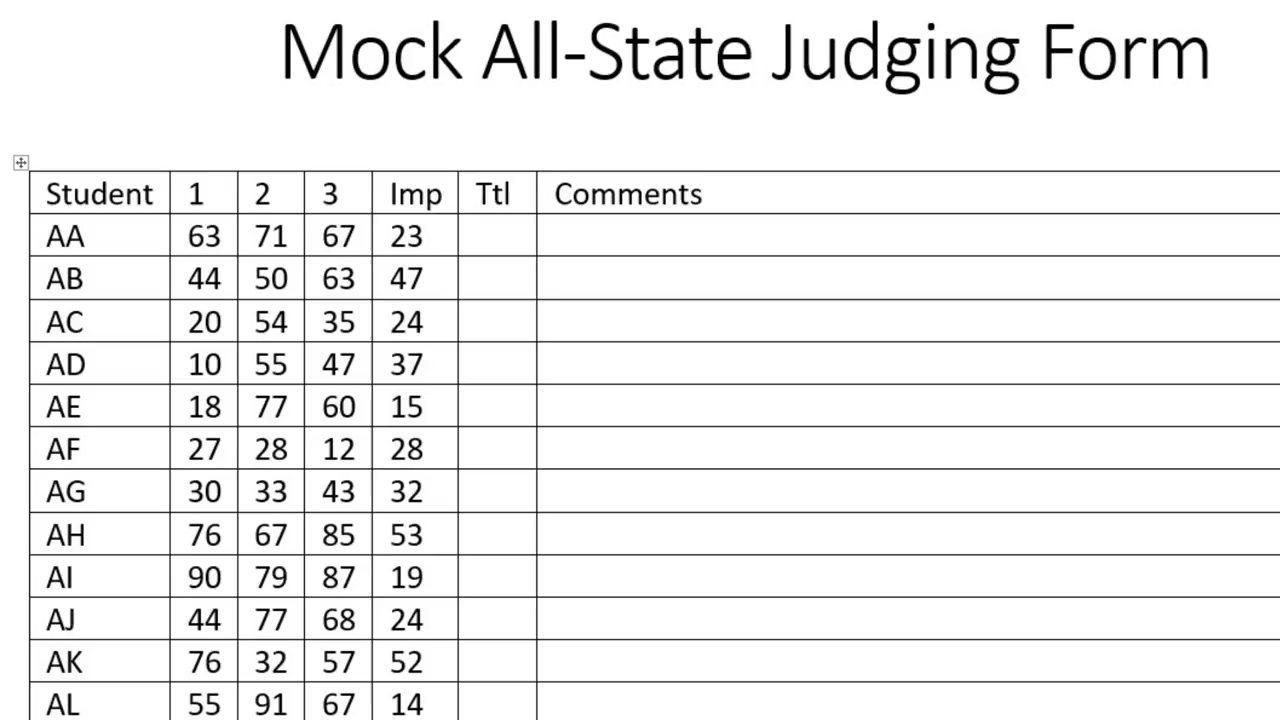 Mock All-State Judging Form
Student 1 2 3 Imp Ttl Comments
AA 63 71 67 23
AB 44 50 63 47
AC 20 54 35 24
AD 10 55 47 37
AE 18 77 60 15
AF 27 28 12 28
AG 30 33 43 32
AH 76 67 85 53
AI 90 79 87 19
AJ 44 77 68 24
AK 76 32 57 52
AL 55 91 67 14